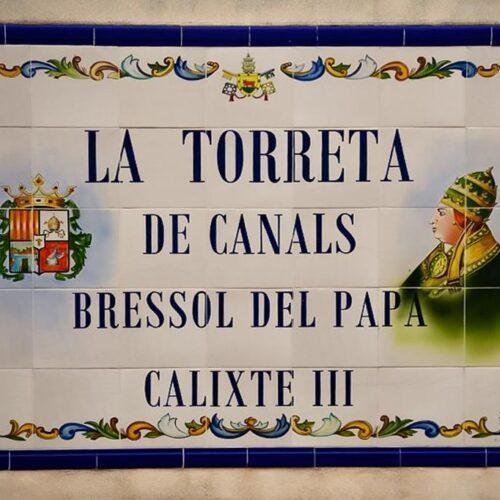 LA TORRETA
DE CANALS
BRESSOL DEL PAPA
CALIXTE III